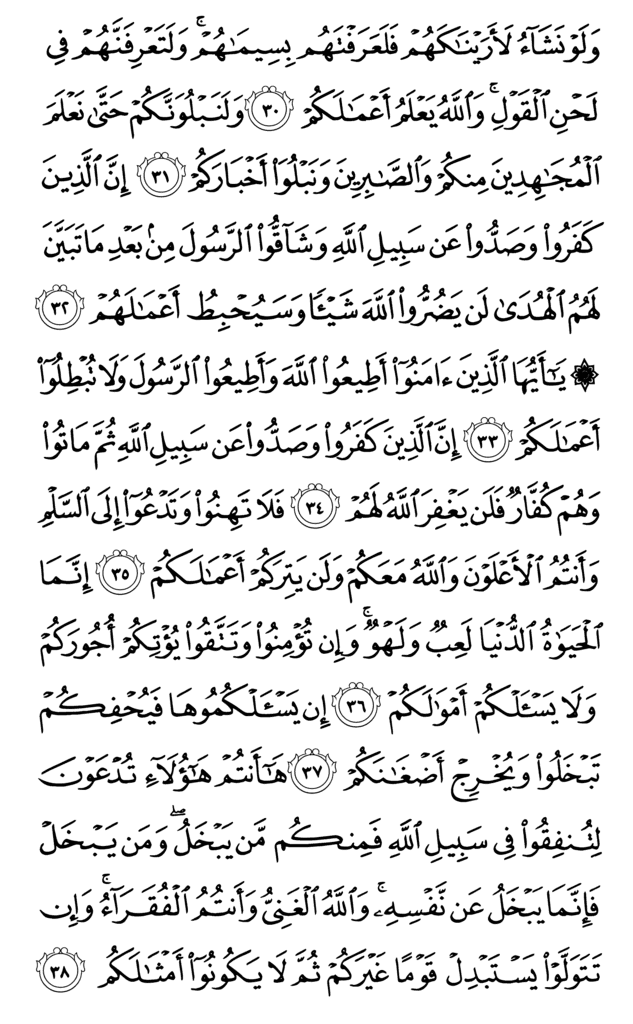 وَلَوْ نَشَآءُ لَأَرَيْنَٰكَهُمْ فَلَعَرَفْتَهُم بِسِيمَٰهُمْ ۚ وَلَتَعْرِفَنَّهُمْ فِى
لَحْنِ ٱلْقَوْلِ ۚ وَٱللَّهُ يَعْلَمُ أَعْمَٰلَكُمْ ٣٠ وَلَنَبْلُوَنَّكُمْ حَتَّىٰ نَعْلَمَ
ٱلْمُجَٰهِدِينَ مِنكُمْ وَٱلصَّٰبِرِينَ وَنَبْلُوَا۟ أَخْبَارَكُمْ ٣١ إِنَّ ٱلَّذِينَ
كَفَرُوا۟ وَصَدُّوا۟ عَن سَبِيلِ ٱللَّهِ وَشَآقُّوا۟ ٱلرَّسُولَ مِنۢ بَعْدِ مَا تَبَيَّنَ
لَهُمُ ٱلْهُدَىٰ لَن يَضُرُّوا۟ ٱللَّهَ شَيْـًٔا وَسَيُحْبِطُ أَعْمَٰلَهُمْ ٣٢
۞ يَٰٓأَيُّهَا ٱلَّذِينَ ءَامَنُوٓا۟ أَطِيعُوا۟ ٱللَّهَ وَأَطِيعُوا۟ ٱلرَّسُولَ وَلَا تُبْطِلُوٓا۟
أَعْمَٰلَكُمْ ٣٣ إِنَّ ٱلَّذِينَ كَفَرُوا۟ وَصَدُّوا۟ عَن سَبِيلِ ٱللَّهِ ثُمَّ مَاتُوا۟
وَهُمْ كُفَّارٌ فَلَن يَغْفِرَ ٱللَّهُ لَهُمْ ٣٤ فَلَا تَهِنُوا۟ وَتَدْعُوٓا۟ إِلَى ٱلسَّلْمِ
وَأَنتُمُ ٱلْأَعْلَوْنَ وَٱللَّهُ مَعَكُمْ وَلَن يَتِرَكُمْ أَعْمَٰلَكُمْ ٣٥ إِنَّمَا
ٱلْحَيَوٰةُ ٱلدُّنْيَا لَعِبٌ وَلَهْوٌ ۚ وَإِن تُؤْمِنُوا۟ وَتَتَّقُوا۟ يُؤْتِكُمْ أُجُورَكُمْ
وَلَا يَسْـَٔلْكُمْ أَمْوَٰلَكُمْ ٣٦ إِن يَسْـَٔلْكُمُوهَا فَيُحْفِكُمْ
تَبْخَلُوا۟ وَيُخْرِجْ أَضْغَٰنَكُمْ ٣٧ هَٰٓأَنتُمْ هَٰٓؤُلَآءِ تُدْعَوْنَ
لِتُنفِقُوا۟ فِى سَبِيلِ ٱللَّهِ فَمِنكُم مَّن يَبْخَلُ ۖ وَمَن يَبْخَلْ
فَإِنَّمَا يَبْخَلُ عَن نَّفْسِهِۦ ۚ وَٱللَّهُ ٱلْغَنِىُّ وَأَنتُمُ ٱلْفُقَرَآءُ ۚ وَإِن
تَتَوَلَّوْا۟ يَسْتَبْدِلْ قَوْمًا غَيْرَكُمْ ثُمَّ لَا يَكُونُوٓا۟ أَمْثَٰلَكُم ٣٨